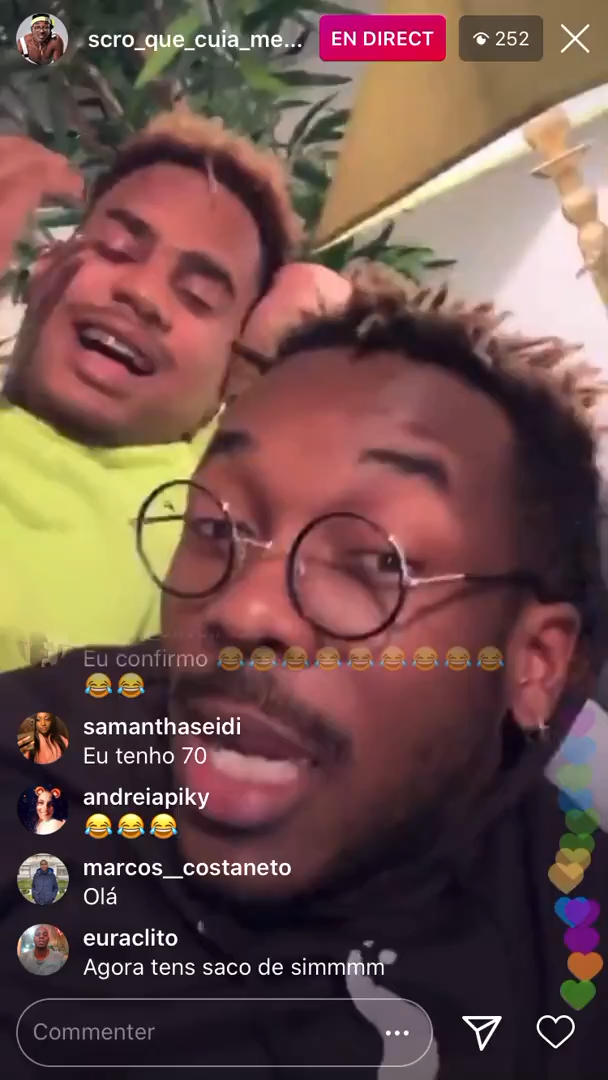 scro_que_cuia_me...
EN DIRECT
252
Eu confirmo 😂😂😂😂😂😂😂😂😂
😂😂
samanthaseidi
Eu tenho 70
andreiapiky
😂😂😂
marcos__costaneto
Olá
euraclito
Agora tens saco de simmmm
Commenter